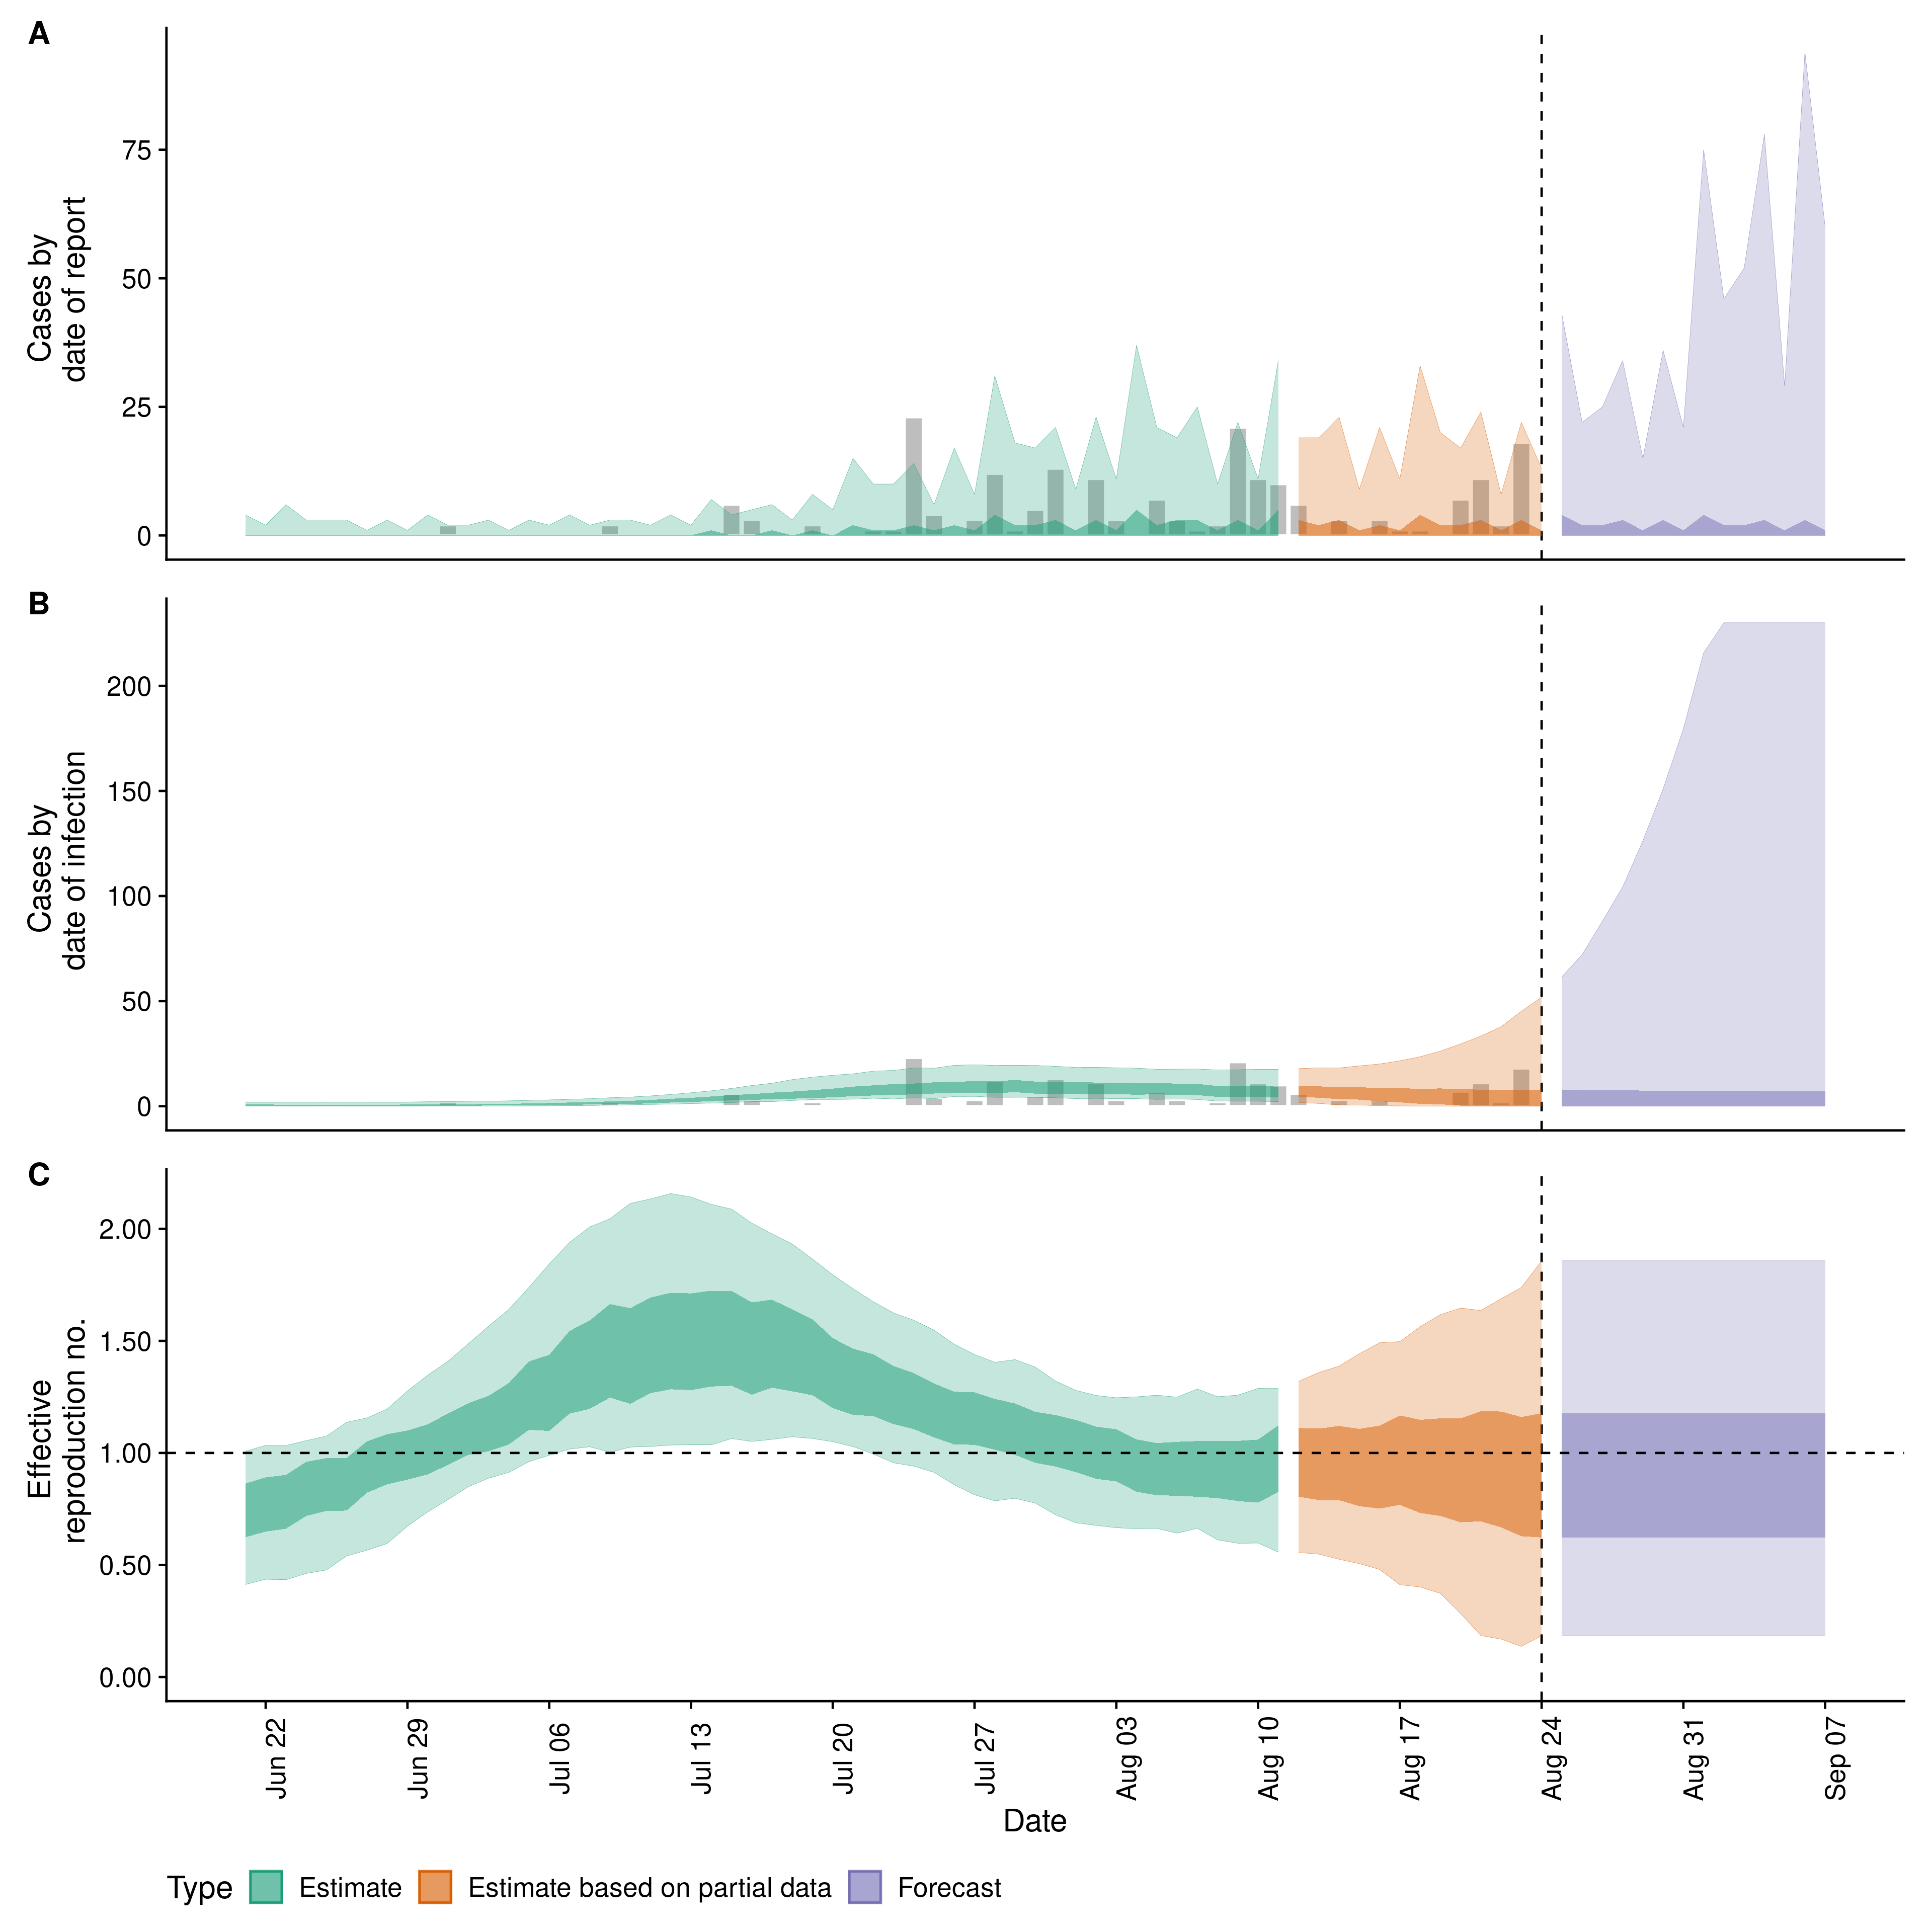 A
Cases by
date of report
75
50
25
0
B
Cases by
date of infection
200
150
100
50
0
C
Effective
reproduction no.
2.00
1.50
1.00
0.50
0.00
Jun 22
Jun 29
Jul 06
Jul 13
Jul 20
Jul 27
Aug 03
Aug 10
Aug 17
Aug 24
Aug 31
Sep 07
Date
Type Estimate Estimate based on partial data Forecast